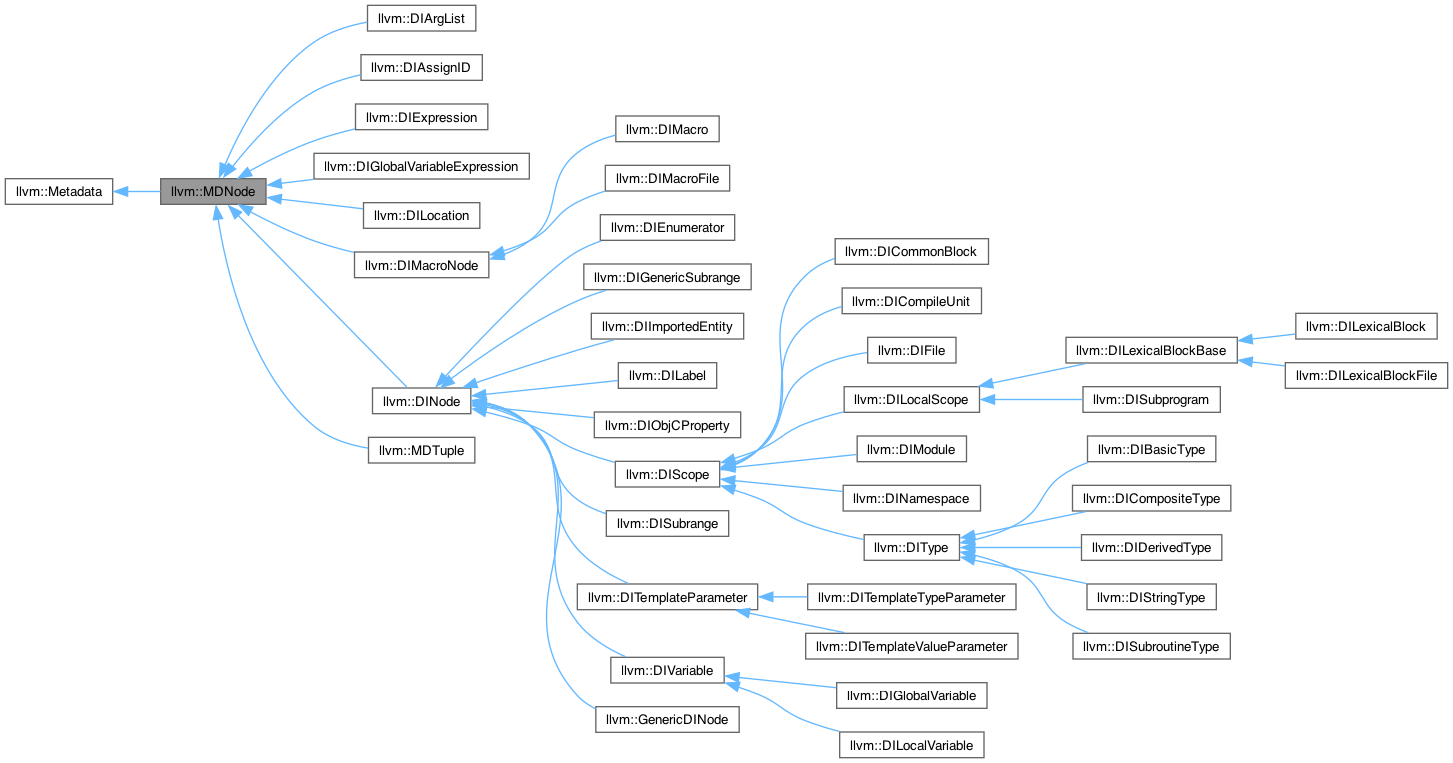 llvm::Metadata
llvm::MDNode
llvm::DIArgList
llvm::DIAssignID
llvm::DIExpression
llvm::DIGlobalVariableExpression
llvm::DILocation
llvm::DIMacroNode
llvm::DINode
llvm::MDTuple
llvm::DIMacro
llvm::DIMacroFile
llvm::DIEnumerator
llvm::DIGenericSubrange
llvm::DIImportedEntity
llvm::DILabel
llvm::DIObjCProperty
llvm::DIScope
llvm::DISubrange
llvm::DITemplateParameter
llvm::DIVariable
llvm::GenericDINode
llvm::DICommonBlock
llvm::DICompileUnit
llvm::DIFile
llvm::DILocalScope
llvm::DIModule
llvm::DINamespace
llvm::DIType
llvm::DITemplateTypeParameter
llvm::DITemplateValueParameter
llvm::DIGlobalVariable
llvm::DILocalVariable
llvm::DILexicalBlockBase
llvm::DISubprogram
llvm::DIBasicType
llvm::DICompositeType
llvm::DIDerivedType
llvm::DIStringType
llvm::DISubroutineType
llvm::DILexicalBlock
llvm::DILexicalBlockFile